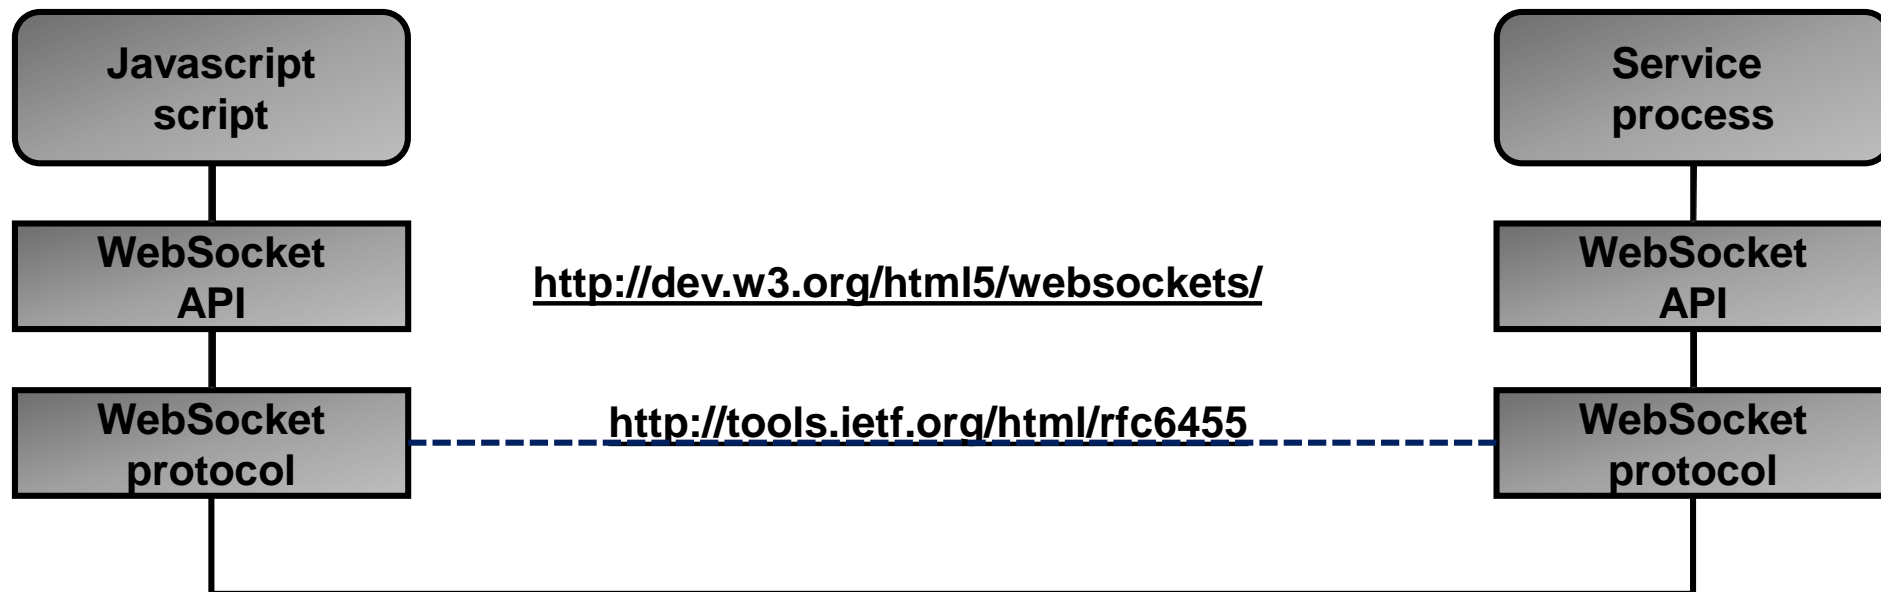 Javascript
script
Service
process
WebSocket
API
http://dev.w3.org/html5/websockets/
WebSocket
API
WebSocket
protocol
http://tools.ietf.org/html/rfc6455
WebSocket
protocol